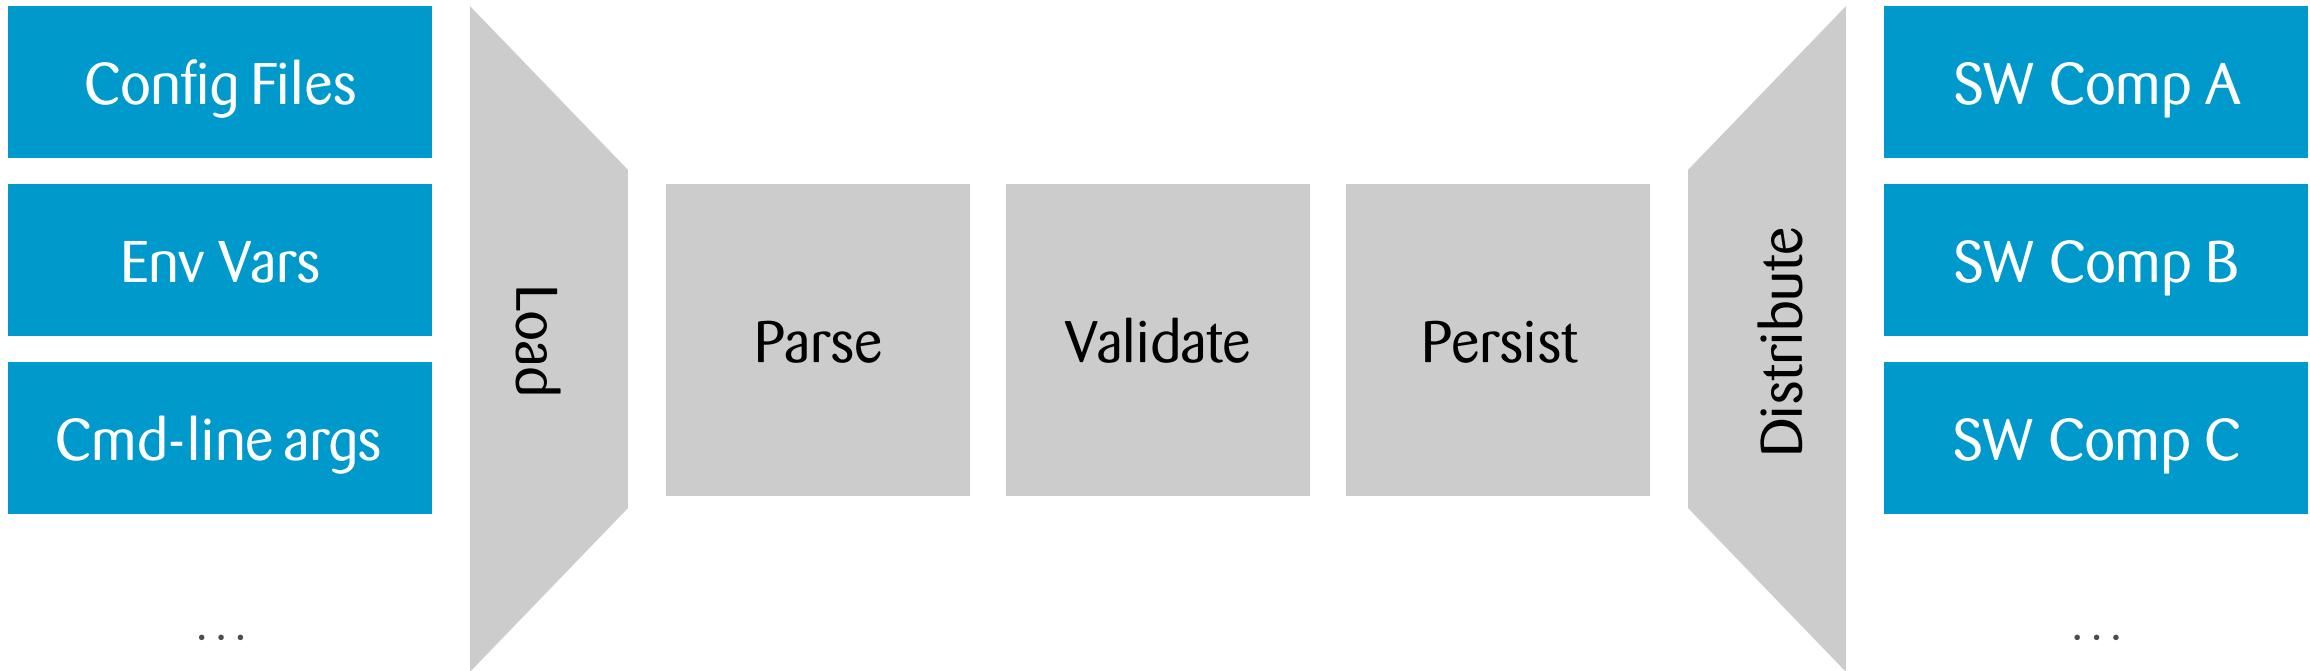 Config Files
Env Vars
Cmd-line args
...
Load
Parse
Validate
Persist
Distribute
SW Comp A
SW Comp B
SW Comp C
...